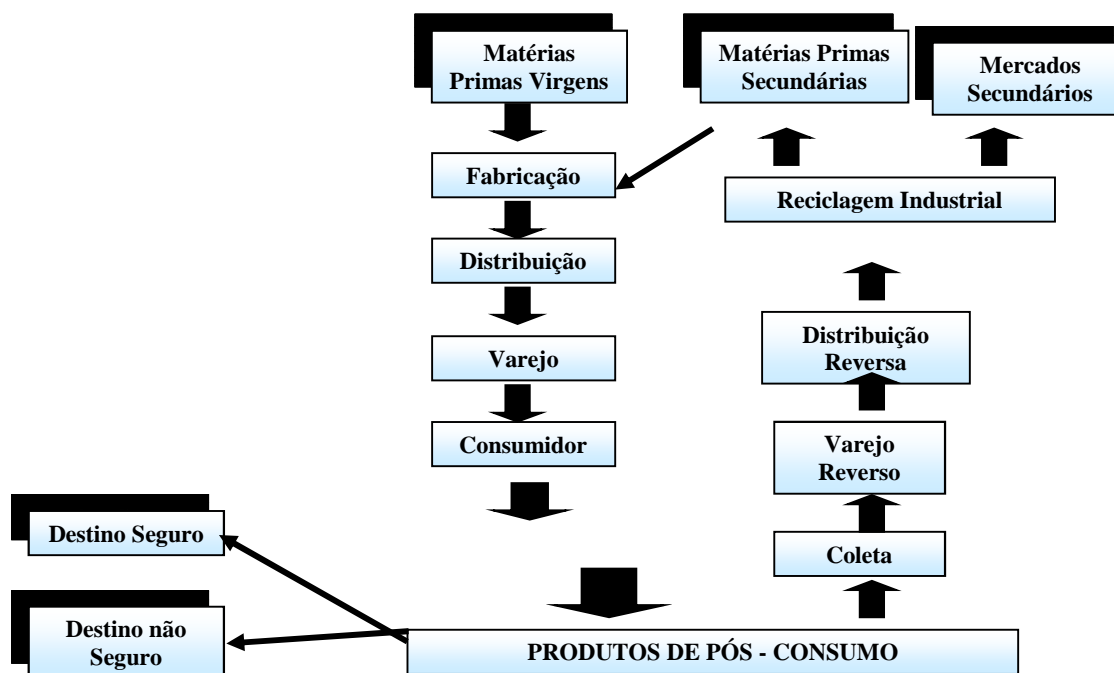 Matérias
Primas Virgens
Matérias Primas
Secundárias
Mercados
Secundários
Fabricação
Reciclagem Industrial
Distribuição
Distribuição
Reversa
Varejo
Consumidor
Varejo
Reverso
Destino Seguro
Coleta
Destino não
Seguro
PRODUTOS DE PÓS - CONSUMO